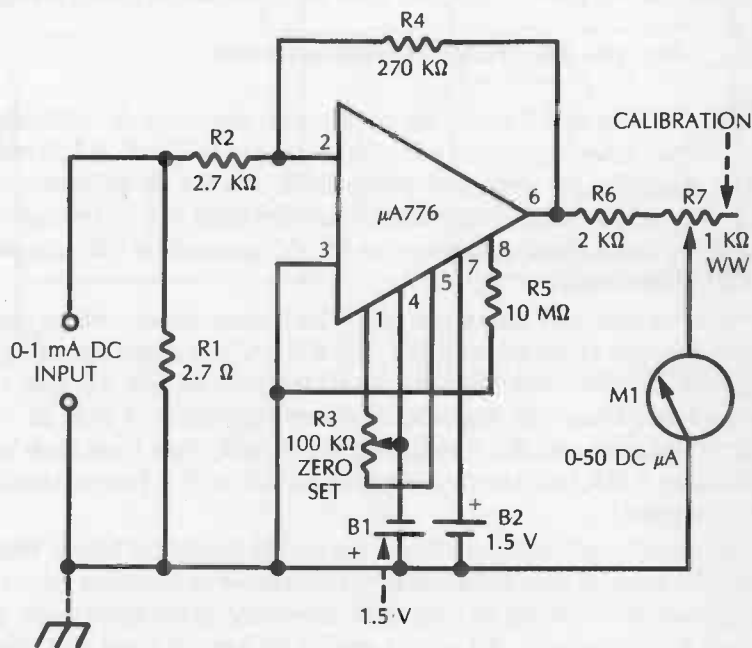 R4
270 KΩ
CALIBRATION
R2
2.7 KΩ
2
6
R6
2 KΩ
R7
1 KΩ
WW
μA776
3
8
7
5
4
1
R5
10 MΩ
0-1 mA DC
INPUT
R1
2.7 Ω
R3
100 KΩ
ZERO
SET
M1
0-50 DC μA
B1
+
1.5 V
+
B2
1.5 V